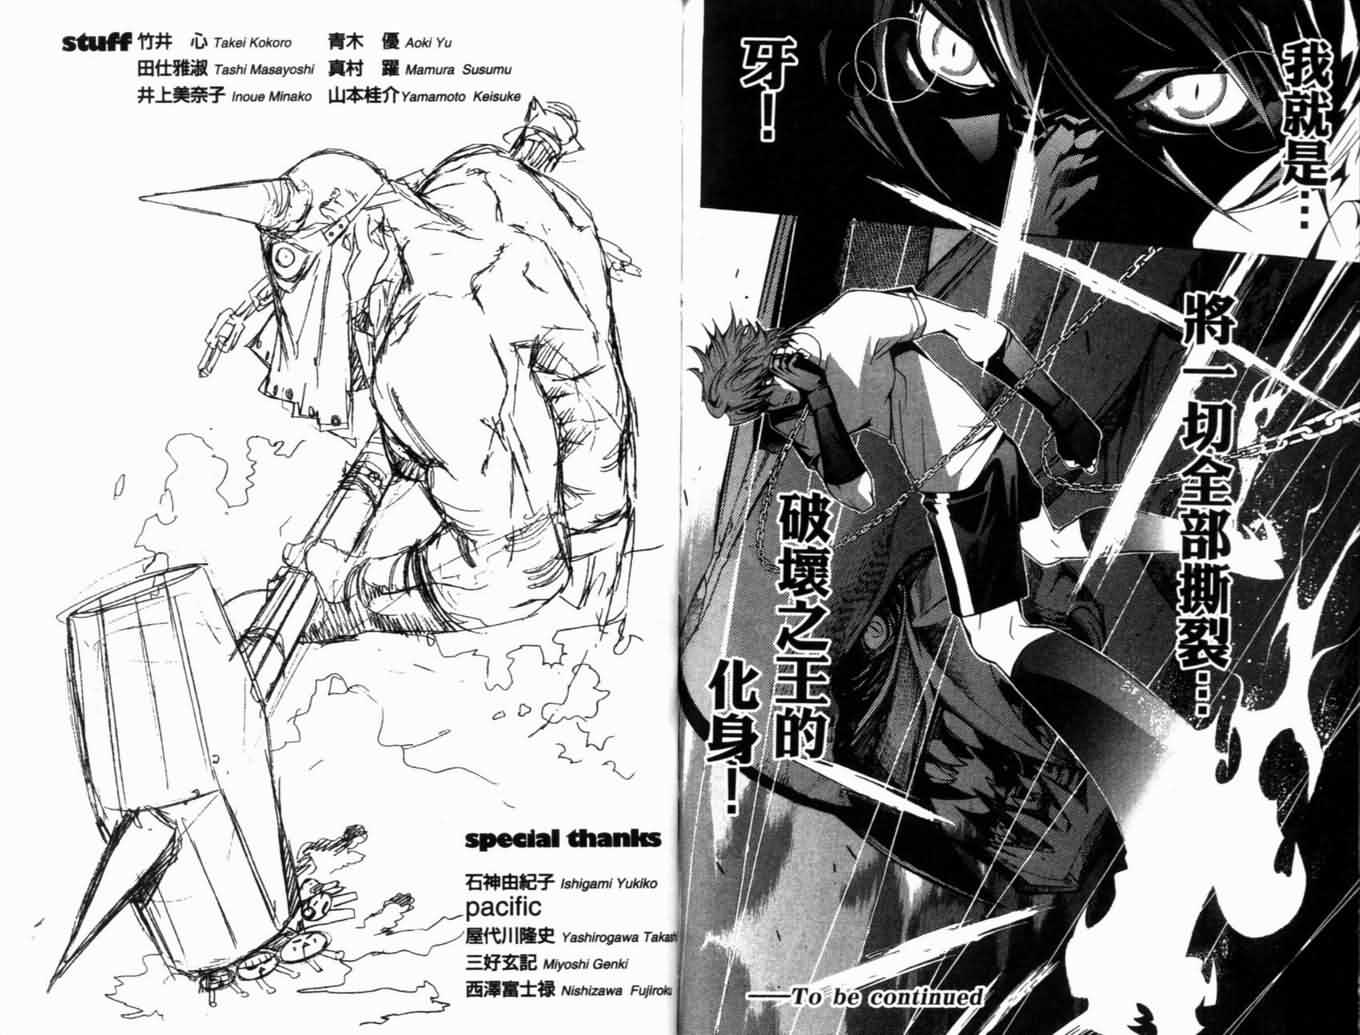 我就是…
牙！
將一切全部撕裂…
破壞之王的
化身！
——To be continued
stuff 竹井　心 Takei Kokoro 青木　優 Aoki Yu
田仕雅淑 Tashi Masayoshi 真村　躍 Mamura Susumu
井上美奈子 Inoue Minako 山本桂介 Yamamoto Keisuke
special thanks
石神由紀子 Ishigami Yukiko
pacific
屋代川隆史 Yashirogawa Takash
三好玄記 Miyoshi Genki
西澤富士禄 Nishizawa Fujiroku